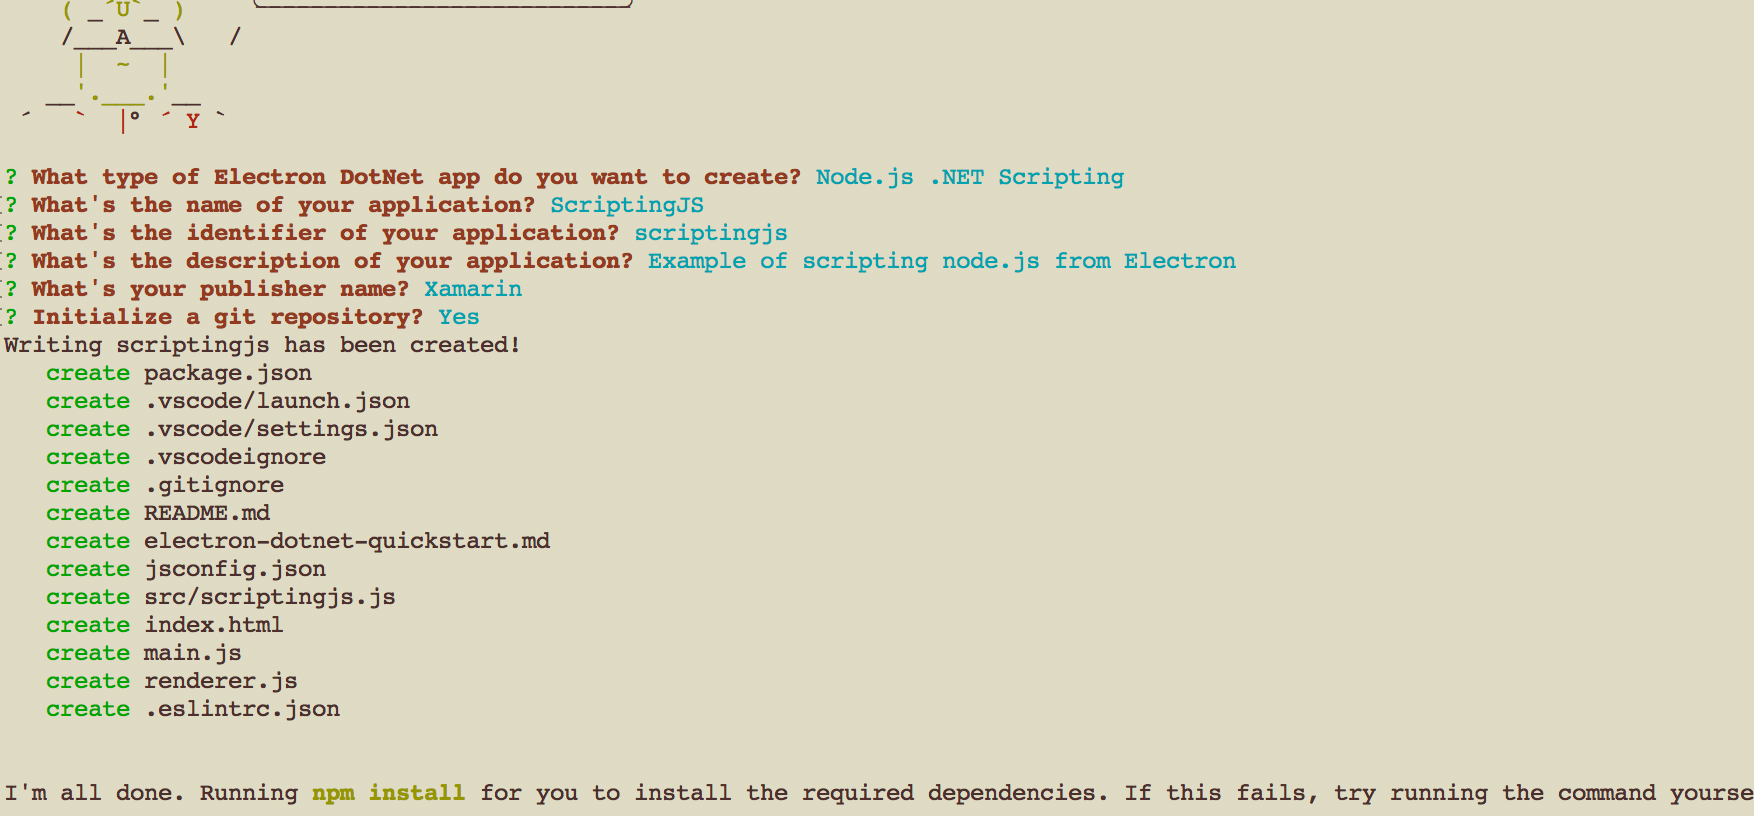 ? What type of Electron DotNet app do you want to create? Node.js .NET Scripting
? What's the name of your application? ScriptingJS
? What's the identifier of your application? scriptingjs
? What's the description of your application? Example of scripting node.js from Electron
? What's your publisher name? Xamarin
? Initialize a git repository? Yes
Writing scriptingjs has been created!
create package.json
create .vscode/launch.json
create .vscode/settings.json
create .vscodeignore
create .gitignore
create README.md
create electron-dotnet-quickstart.md
create jsconfig.json
create src/scriptingjs.js
create index.html
create main.js
create renderer.js
create .eslintrc.json
I'm all done. Running npm install for you to install the required dependencies. If this fails, try running the command yourse